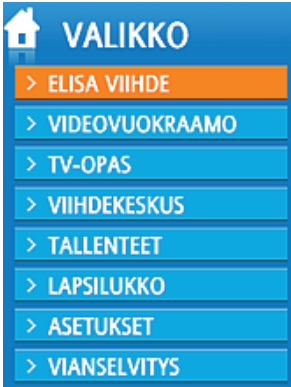 VALIKKO
> ELISA VIIHDE
> VIDEOVUOKRAAMO
> TV-OPAS
> VIIHDEKESKUS
> TALLENTEET
> LAPSILUKKO
> ASETUKSET
> VIANSELVITYS